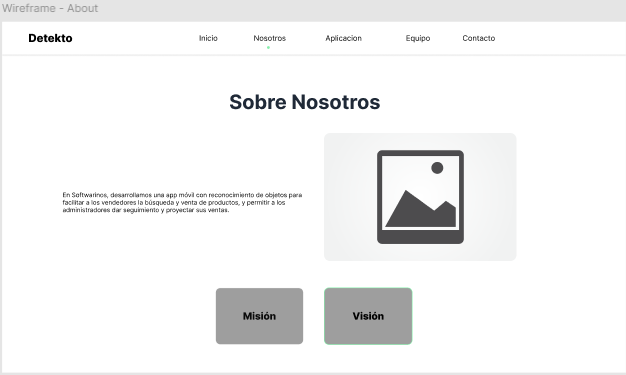 Wireframe - About
Detekto
Inicio
Nosotros
Aplicacion
Equipo
Contacto
Sobre Nosotros
En Softwarinos, desarrollamos una app móvil con reconocimiento de objetos para
facilitar a los vendedores la búsqueda y venta de productos, y permitir a los
administradores dar seguimiento y proyectar sus ventas.
Misión
Visión